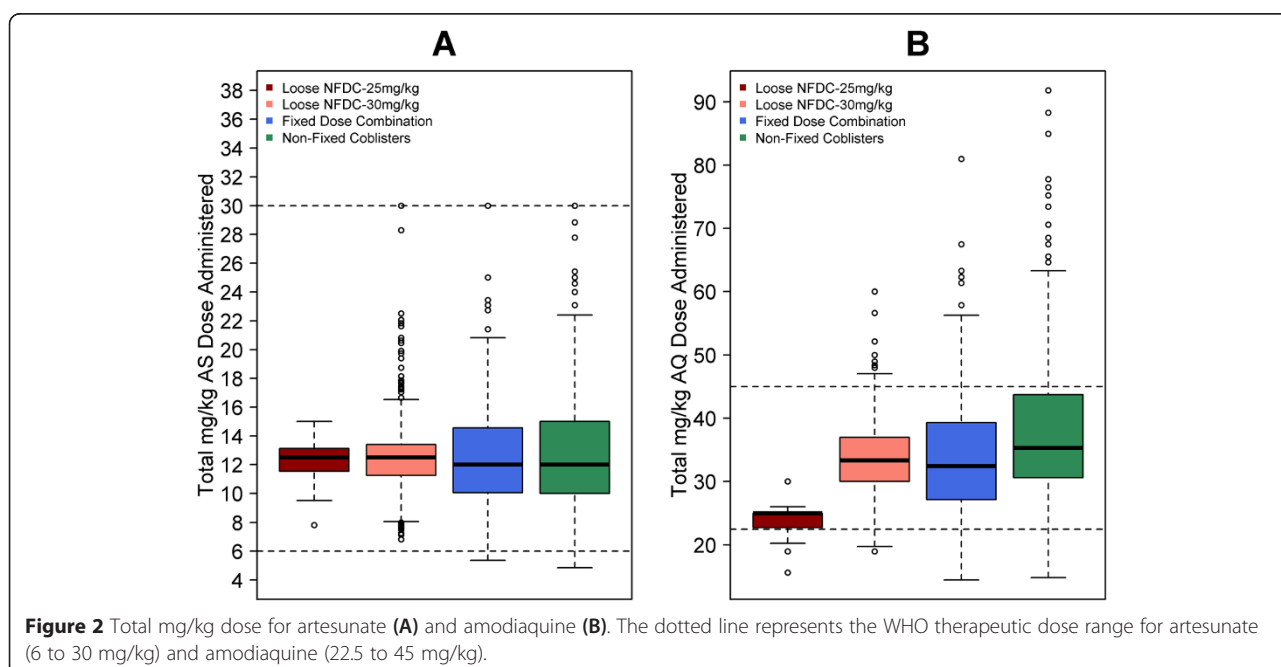 A
Total mg/kg AS Dose Administered
38
36
34
32
30
28
26
24
22
20
18
16
14
12
10
8
6
4
Loose NFDC-25mg/kg
Loose NFDC-30mg/kg
Fixed Dose Combination
Non-Fixed Coblisters
B
Total mg/kg AQ Dose Administered
90
80
70
60
50
40
30
20
Loose NFDC-25mg/kg
Loose NFDC-30mg/kg
Fixed Dose Combination
Non-Fixed Coblisters
Figure 2 Total mg/kg dose for artesunate (A) and amodiaquine (B). The dotted line represents the WHO therapeutic dose range for artesunate
(6 to 30 mg/kg) and amodiaquine (22.5 to 45 mg/kg).